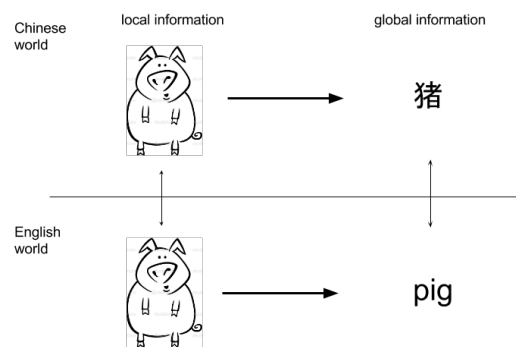 Chinese
world
local information
global information
猪
English
world
pig